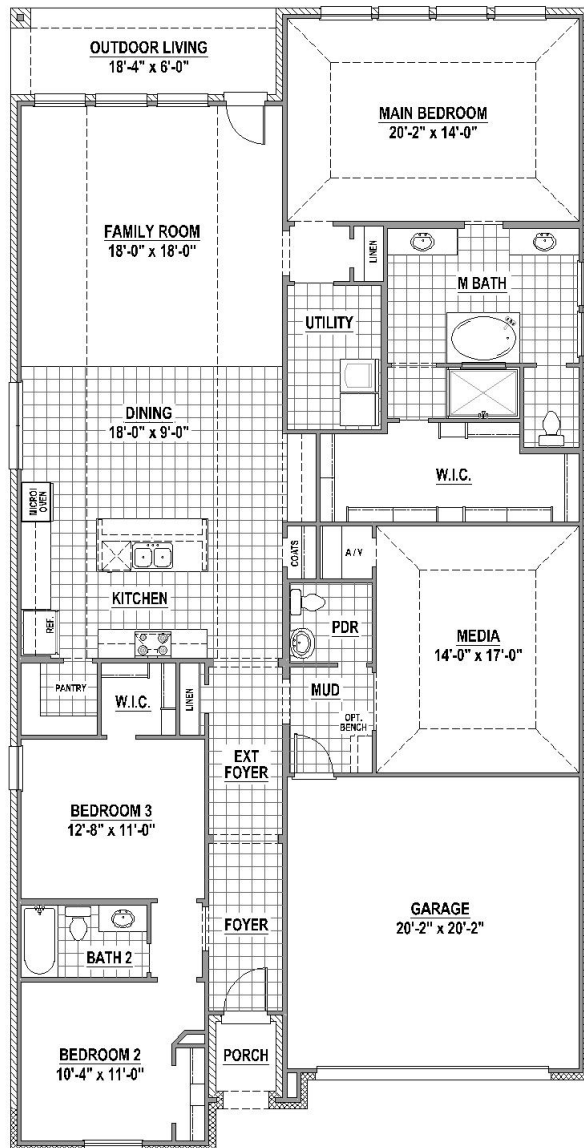 OUTDOOR LIVING
18'-4" x 6'-0"
MAIN BEDROOM
20'-2" x 14'-0"
FAMILY ROOM
18'-0" x 18'-0"
LINEN
M BATH
UTILITY
DINING
18'-0" x 9'-0"
W.I.C.
MICRO/
OVEN
COATS
A / V
KITCHEN
PDR
MEDIA
14'-0" x 17'-0"
REF.
PANTRY
W.I.C.
LINEN
MUD
OPT.
BENCH
EXT
FOYER
BEDROOM 3
12'-8" x 11'-0"
GARAGE
20'-2" x 20'-2"
FOYER
BATH 2
BEDROOM 2
10'-4" x 11'-0"
PORCH